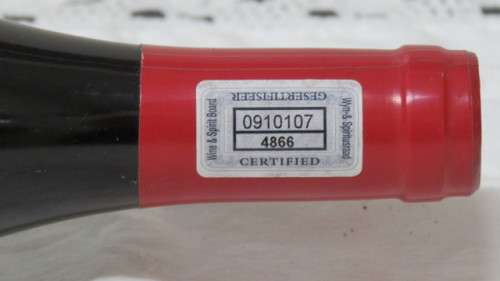 GESERTIFISEER
Wine & Spirit Board
Wyn-& Spiritusraad
0910107
4866
CERTIFIED